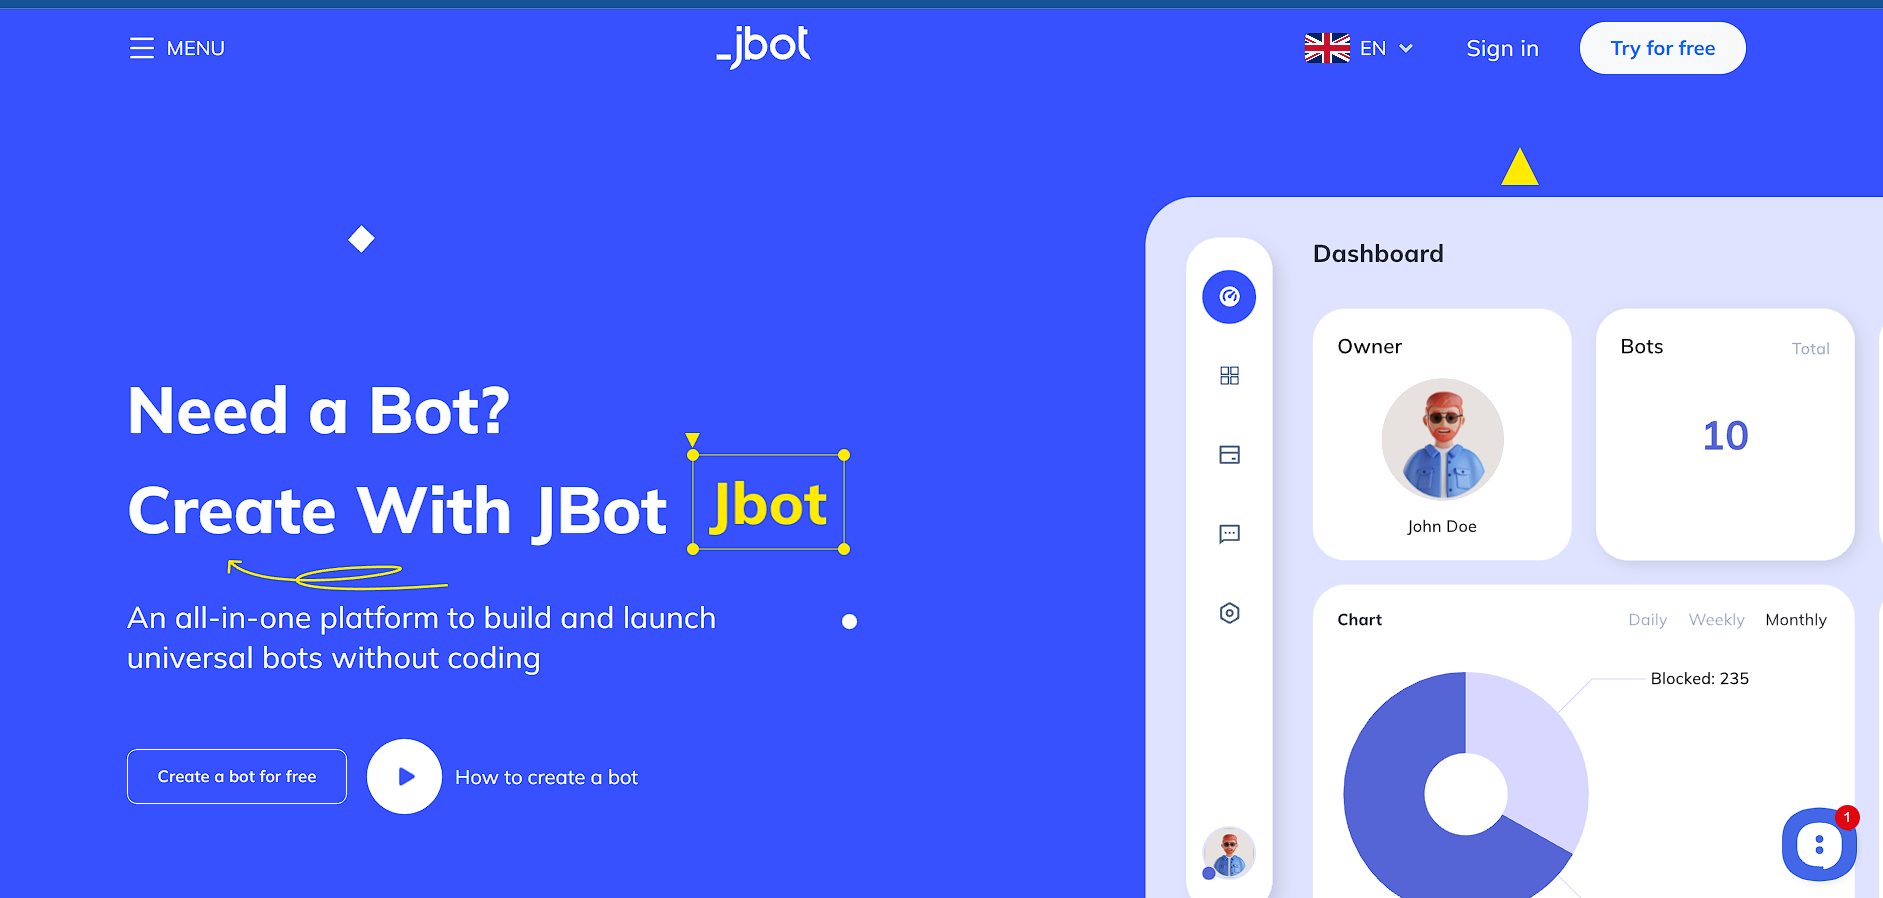 MENU
_jbot
EN
Sign in
Try for free
Need a Bot?
Create With JBot Jbot
An all-in-one platform to build and launch
universal bots without coding
Create a bot for free
How to create a bot
Dashboard
Owner
John Doe
Bots
Total
10
Chart
Daily
Weekly
Monthly
Blocked: 235
1